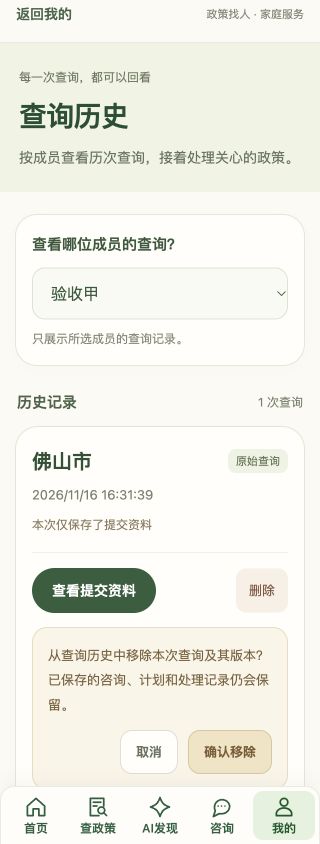 返回我的
政策找人 · 家庭服务
每一次查询，都可以回看
查询历史
按成员查看历次查询，接着处理关心的政策。
查看哪位成员的查询?
验收甲
只展示所选成员的查询记录。
历史记录
1 次查询
佛山市
原始查询
2026/11/16 16:31:39
本次仅保存了提交资料
查看提交资料
删除
从查询历史中移除本次查询及其版本?
已保存的咨询、计划和处理记录仍会保
留。
取消
确认移除
首页
查政策
AI发现
咨询
我的